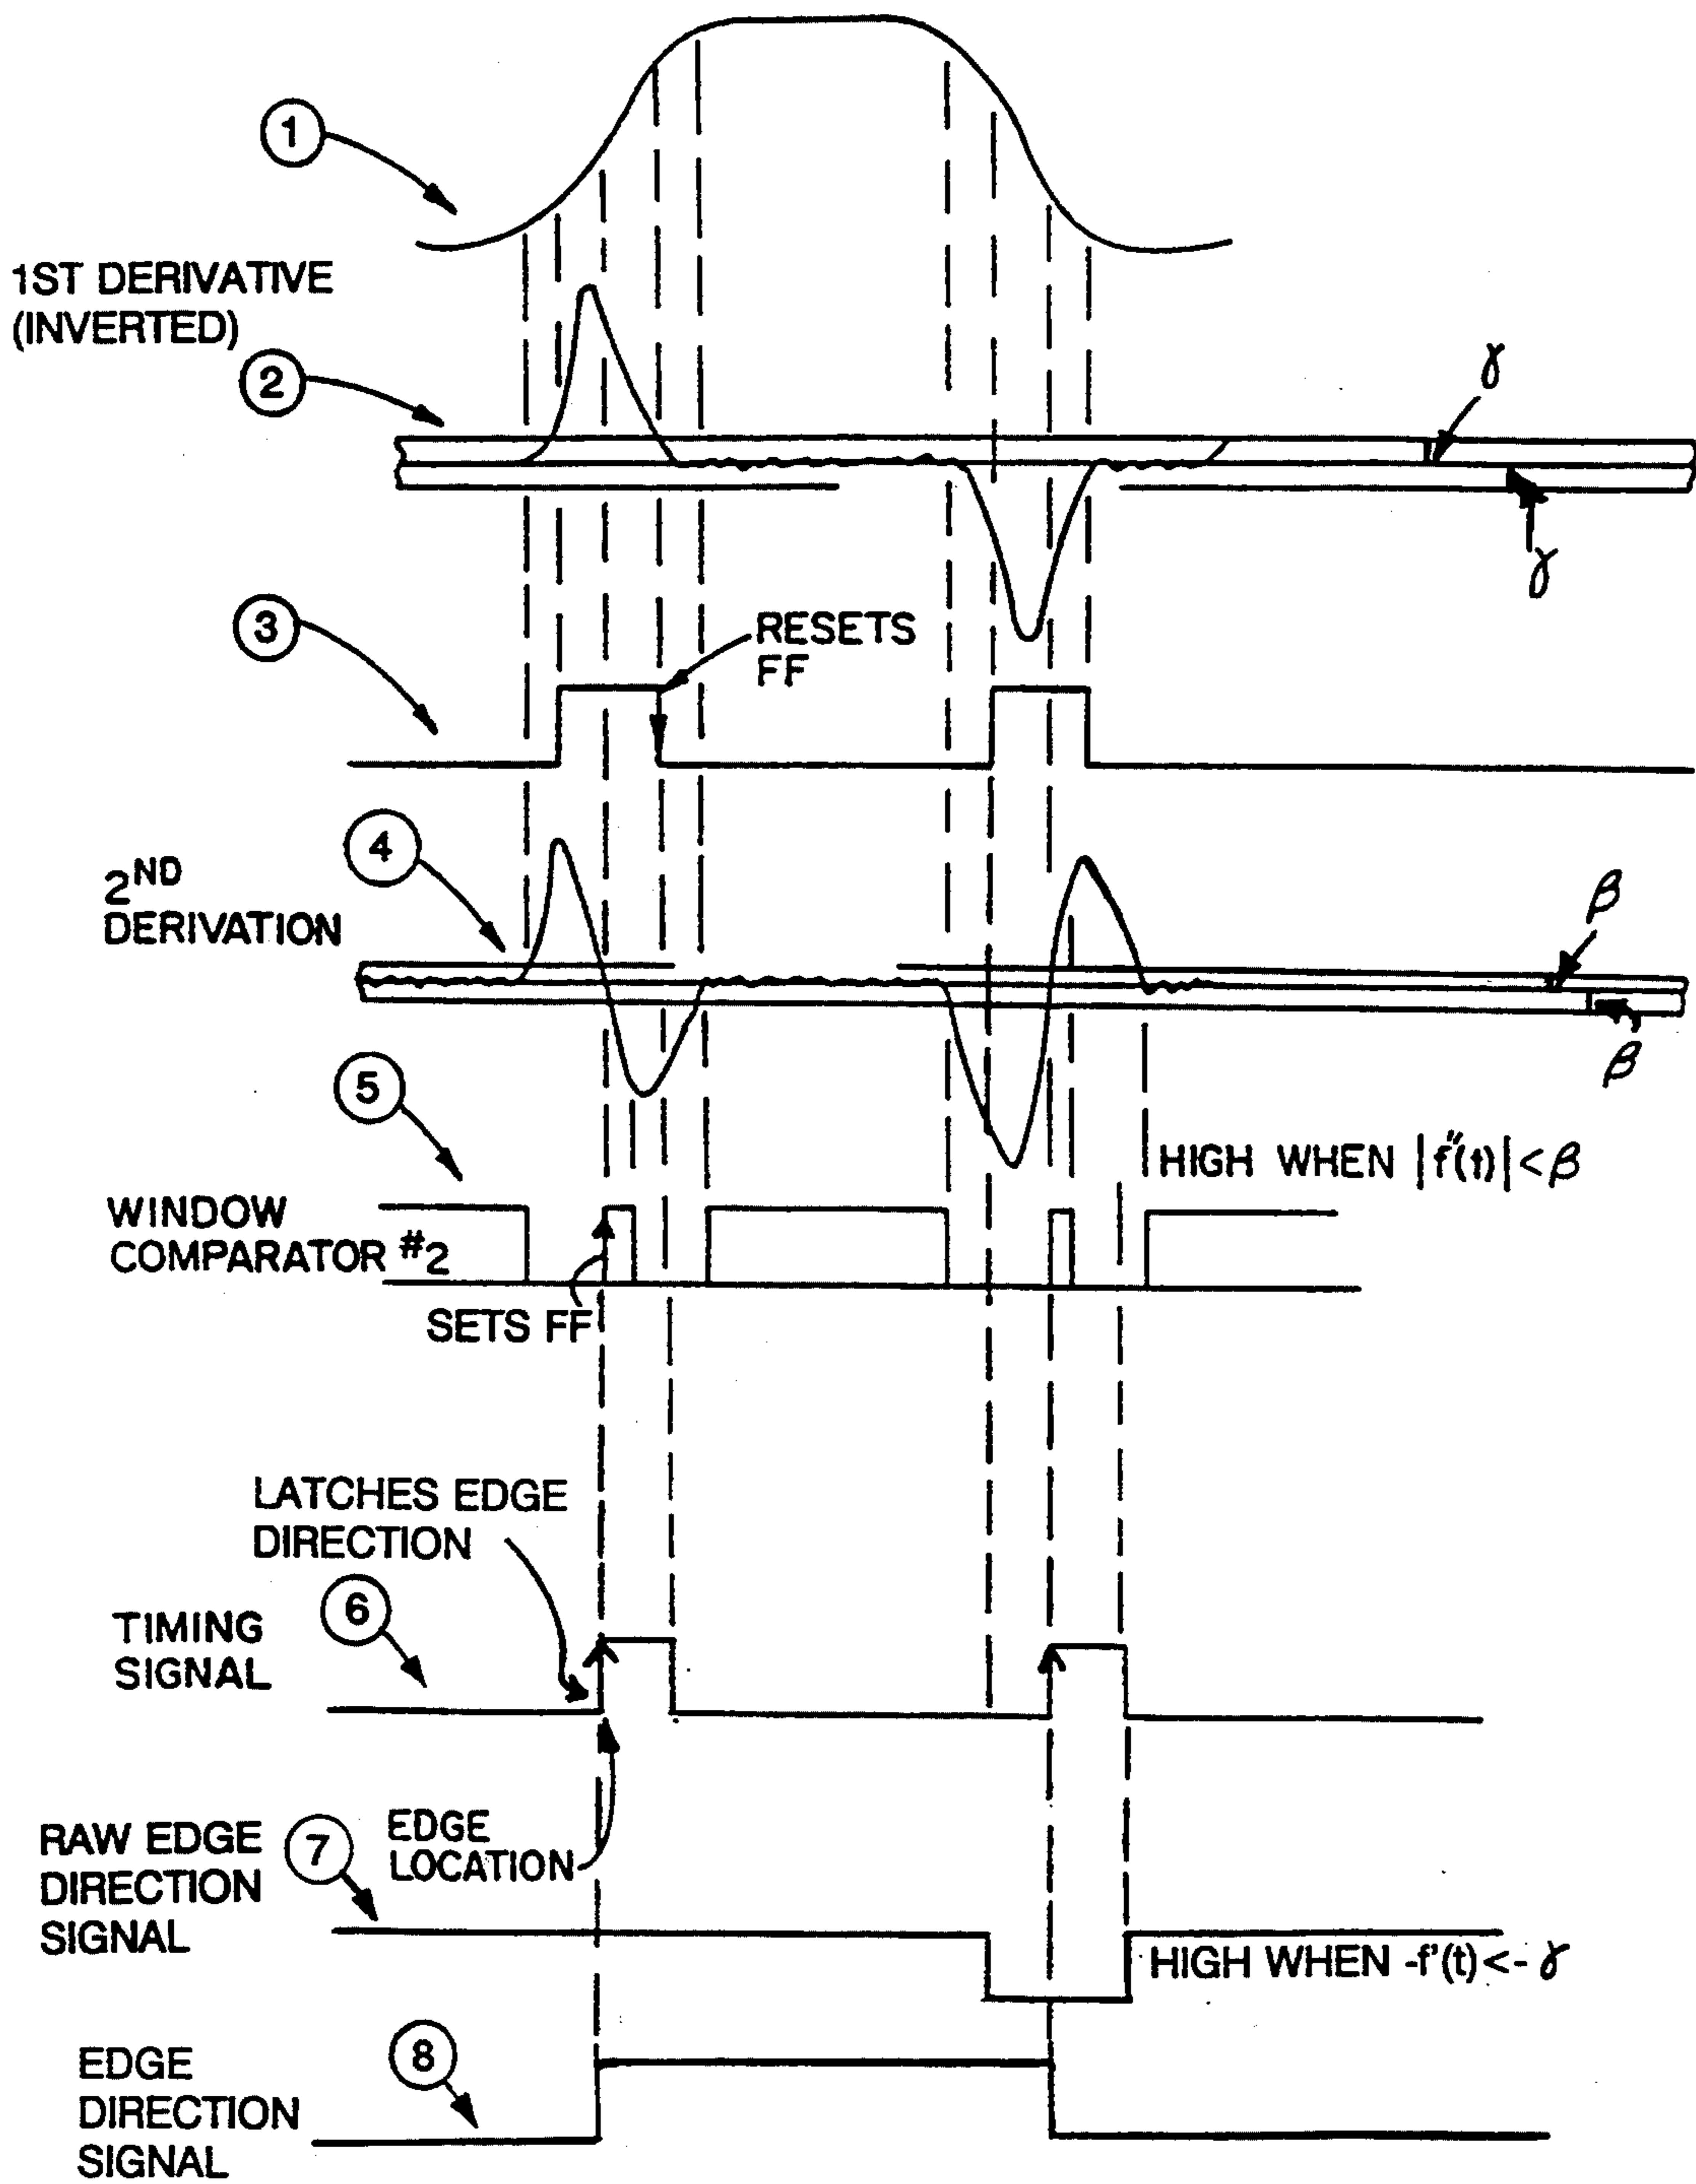 1
1ST DERIVATIVE
(INVERTED)
2
γ
γ
3
RESETS
FF
4
2ND
DERIVATION
β
β
5
HIGH WHEN |f''(t)| < β
WINDOW
COMPARATOR #2
SETS FF
LATCHES EDGE
DIRECTION
6
TIMING
SIGNAL
EDGE
LOCATION
RAW EDGE
DIRECTION
SIGNAL
7
HIGH WHEN -f'(t) < - γ
8
EDGE
DIRECTION
SIGNAL